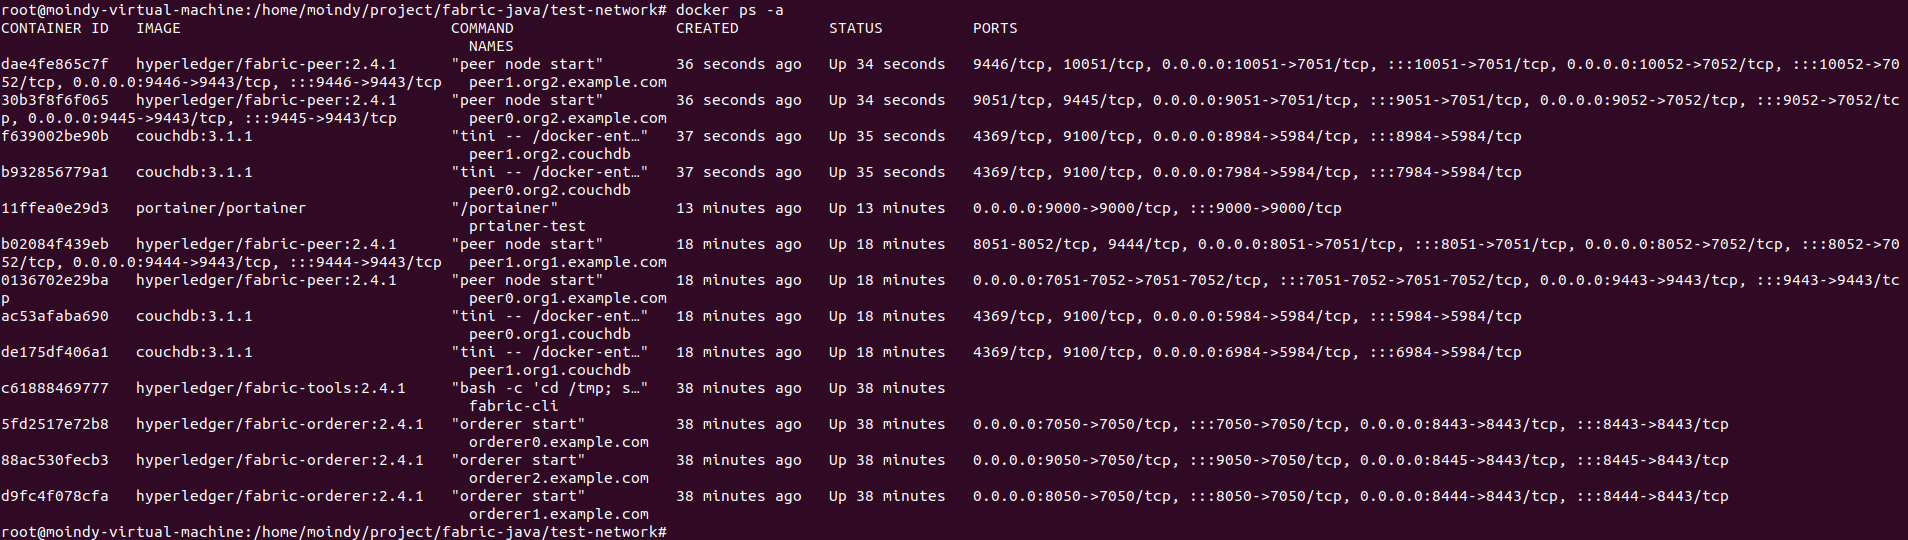 root@moindy-virtual-machine:/home/moindy/project/fabric-java/test-network# docker ps -a
CONTAINER ID   IMAGE                              COMMAND                  CREATED          STATUS          PORTS
                                                    NAMES
dae4fe865c7f   hyperledger/fabric-peer:2.4.1      "peer node start"        36 seconds ago   Up 34 seconds   9446/tcp, 10051/tcp, 0.0.0.0:10051->7051/tcp, :::10051->7051/tcp, 0.0.0.0:10052->7052/tcp, :::10052->70
52/tcp, 0.0.0.0:9446->9443/tcp, :::9446->9443/tcp   peer1.org2.example.com
30b3f8f6f065   hyperledger/fabric-peer:2.4.1      "peer node start"        36 seconds ago   Up 34 seconds   9051/tcp, 9445/tcp, 0.0.0.0:9051->7051/tcp, :::9051->7051/tcp, 0.0.0.0:9052->7052/tcp, :::9052->7052/tc
p, 0.0.0.0:9445->9443/tcp, :::9445->9443/tcp        peer0.org2.example.com
f639002be90b   couchdb:3.1.1                      "tini -- /docker-ent…"   37 seconds ago   Up 35 seconds   4369/tcp, 9100/tcp, 0.0.0.0:8984->5984/tcp, :::8984->5984/tcp
                                                    peer1.org2.couchdb
b932856779a1   couchdb:3.1.1                      "tini -- /docker-ent…"   37 seconds ago   Up 35 seconds   4369/tcp, 9100/tcp, 0.0.0.0:7984->5984/tcp, :::7984->5984/tcp
                                                    peer0.org2.couchdb
11ffea0e29d3   portainer/portainer                "/portainer"             13 minutes ago   Up 13 minutes   0.0.0.0:9000->9000/tcp, :::9000->9000/tcp
                                                    prtainer-test
b02084f439eb   hyperledger/fabric-peer:2.4.1      "peer node start"        18 minutes ago   Up 18 minutes   8051-8052/tcp, 9444/tcp, 0.0.0.0:8051->7051/tcp, :::8051->7051/tcp, 0.0.0.0:8052->7052/tcp, :::8052->70
52/tcp, 0.0.0.0:9444->9443/tcp, :::9444->9443/tcp   peer1.org1.example.com
0136702e29ba   hyperledger/fabric-peer:2.4.1      "peer node start"        18 minutes ago   Up 18 minutes   0.0.0.0:7051-7052->7051-7052/tcp, :::7051-7052->7051-7052/tcp, 0.0.0.0:9443->9443/tcp, :::9443->9443/tc
p                                                   peer0.org1.example.com
ac53afaba690   couchdb:3.1.1                      "tini -- /docker-ent…"   18 minutes ago   Up 18 minutes   4369/tcp, 9100/tcp, 0.0.0.0:5984->5984/tcp, :::5984->5984/tcp
                                                    peer0.org1.couchdb
de175df406a1   couchdb:3.1.1                      "tini -- /docker-ent…"   18 minutes ago   Up 18 minutes   4369/tcp, 9100/tcp, 0.0.0.0:6984->5984/tcp, :::6984->5984/tcp
                                                    peer1.org1.couchdb
c61888469777   hyperledger/fabric-tools:2.4.1     "bash -c 'cd /tmp; s…"   38 minutes ago   Up 38 minutes
                                                    fabric-cli
5fd2517e72b8   hyperledger/fabric-orderer:2.4.1   "orderer start"          38 minutes ago   Up 38 minutes   0.0.0.0:7050->7050/tcp, :::7050->7050/tcp, 0.0.0.0:8443->8443/tcp, :::8443->8443/tcp
                                                    orderer0.example.com
88ac530fecb3   hyperledger/fabric-orderer:2.4.1   "orderer start"          38 minutes ago   Up 38 minutes   0.0.0.0:9050->7050/tcp, :::9050->7050/tcp, 0.0.0.0:8445->8443/tcp, :::8445->8443/tcp
                                                    orderer2.example.com
d9fc4f078cfa   hyperledger/fabric-orderer:2.4.1   "orderer start"          38 minutes ago   Up 38 minutes   0.0.0.0:8050->7050/tcp, :::8050->7050/tcp, 0.0.0.0:8444->8443/tcp, :::8444->8443/tcp
                                                    orderer1.example.com
root@moindy-virtual-machine:/home/moindy/project/fabric-java/test-network#